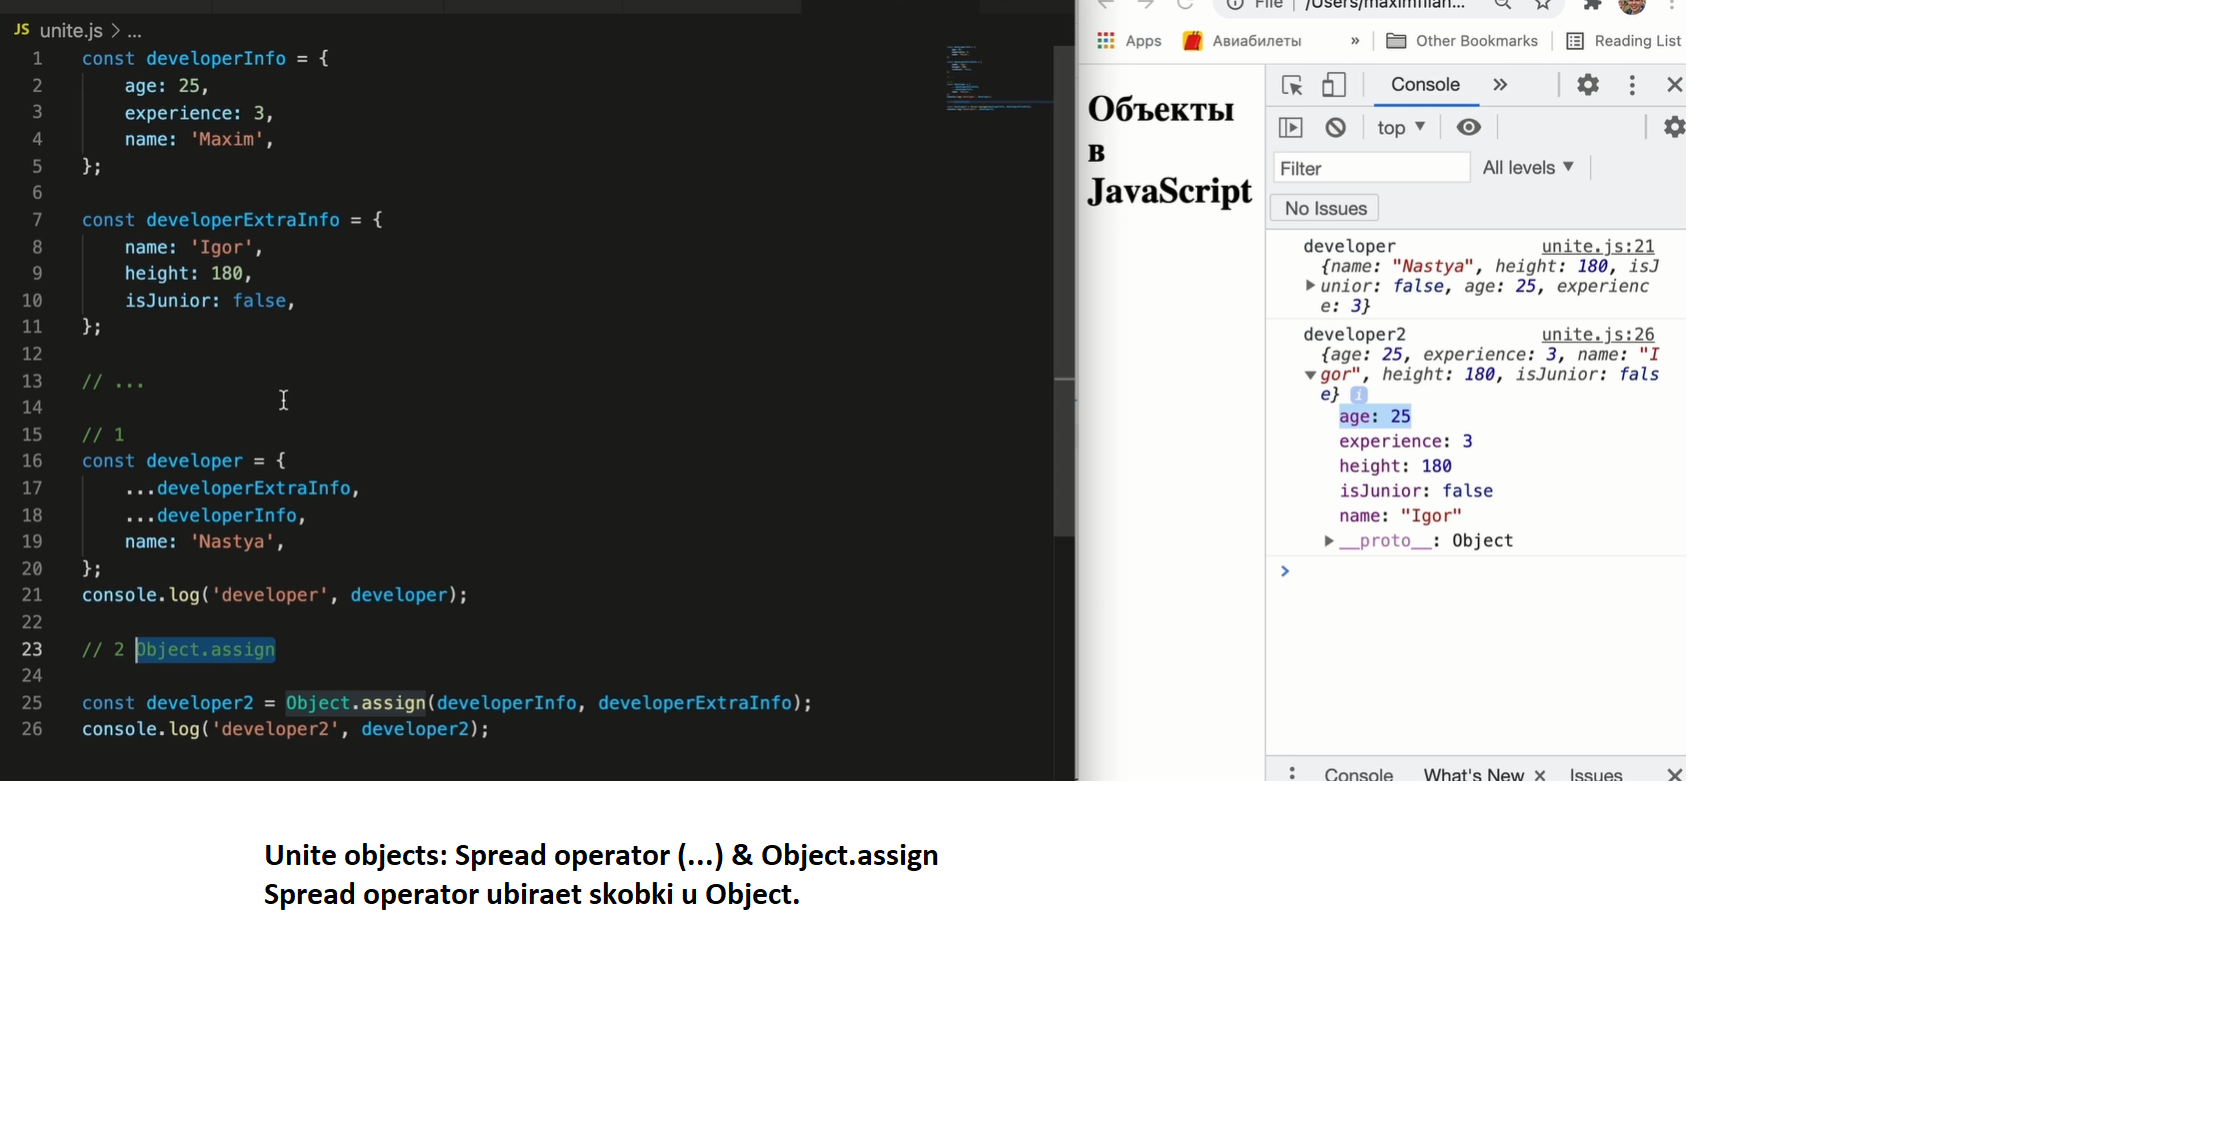 JS unite.js > ...
1 const developerInfo = {
2 age: 25,
3 experience: 3,
4 name: 'Maxim',
5 };
6
7 const developerExtraInfo = {
8 name: 'Igor',
9 height: 180,
10 isJunior: false,
11 };
12
13 // ...
14
15 // 1
16 const developer = {
17 ...developerExtraInfo,
18 ...developerInfo,
19 name: 'Nastya',
20 };
21 console.log('developer', developer);
22
23 // 2 Object.assign
24
25 const developer2 = Object.assign(developerInfo, developerExtraInfo);
26 console.log('developer2', developer2);
File | /Users/maximilian...
Apps Авиабилеты » Other Bookmarks Reading List
Объекты
в
JavaScript
Console »
top
Filter All levels
No Issues
developer unite.js:21
{name: "Nastya", height: 180, isJ
unior: false, age: 25, experienc
e: 3}
developer2 unite.js:26
{age: 25, experience: 3, name: "I
gor", height: 180, isJunior: fals
e} i
age: 25
experience: 3
height: 180
isJunior: false
name: "Igor"
__proto__: Object
>
Console What's New × Issues
Unite objects: Spread operator (...) & Object.assign
Spread operator ubiraet skobki u Object.